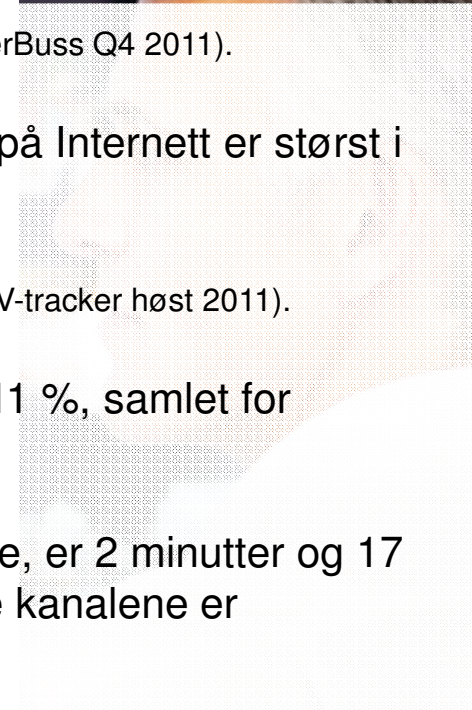 erBuss Q4 2011).
på Internett er størst i
V-tracker høst 2011).
11 %, samlet for
e, er 2 minutter og 17
kanalene er